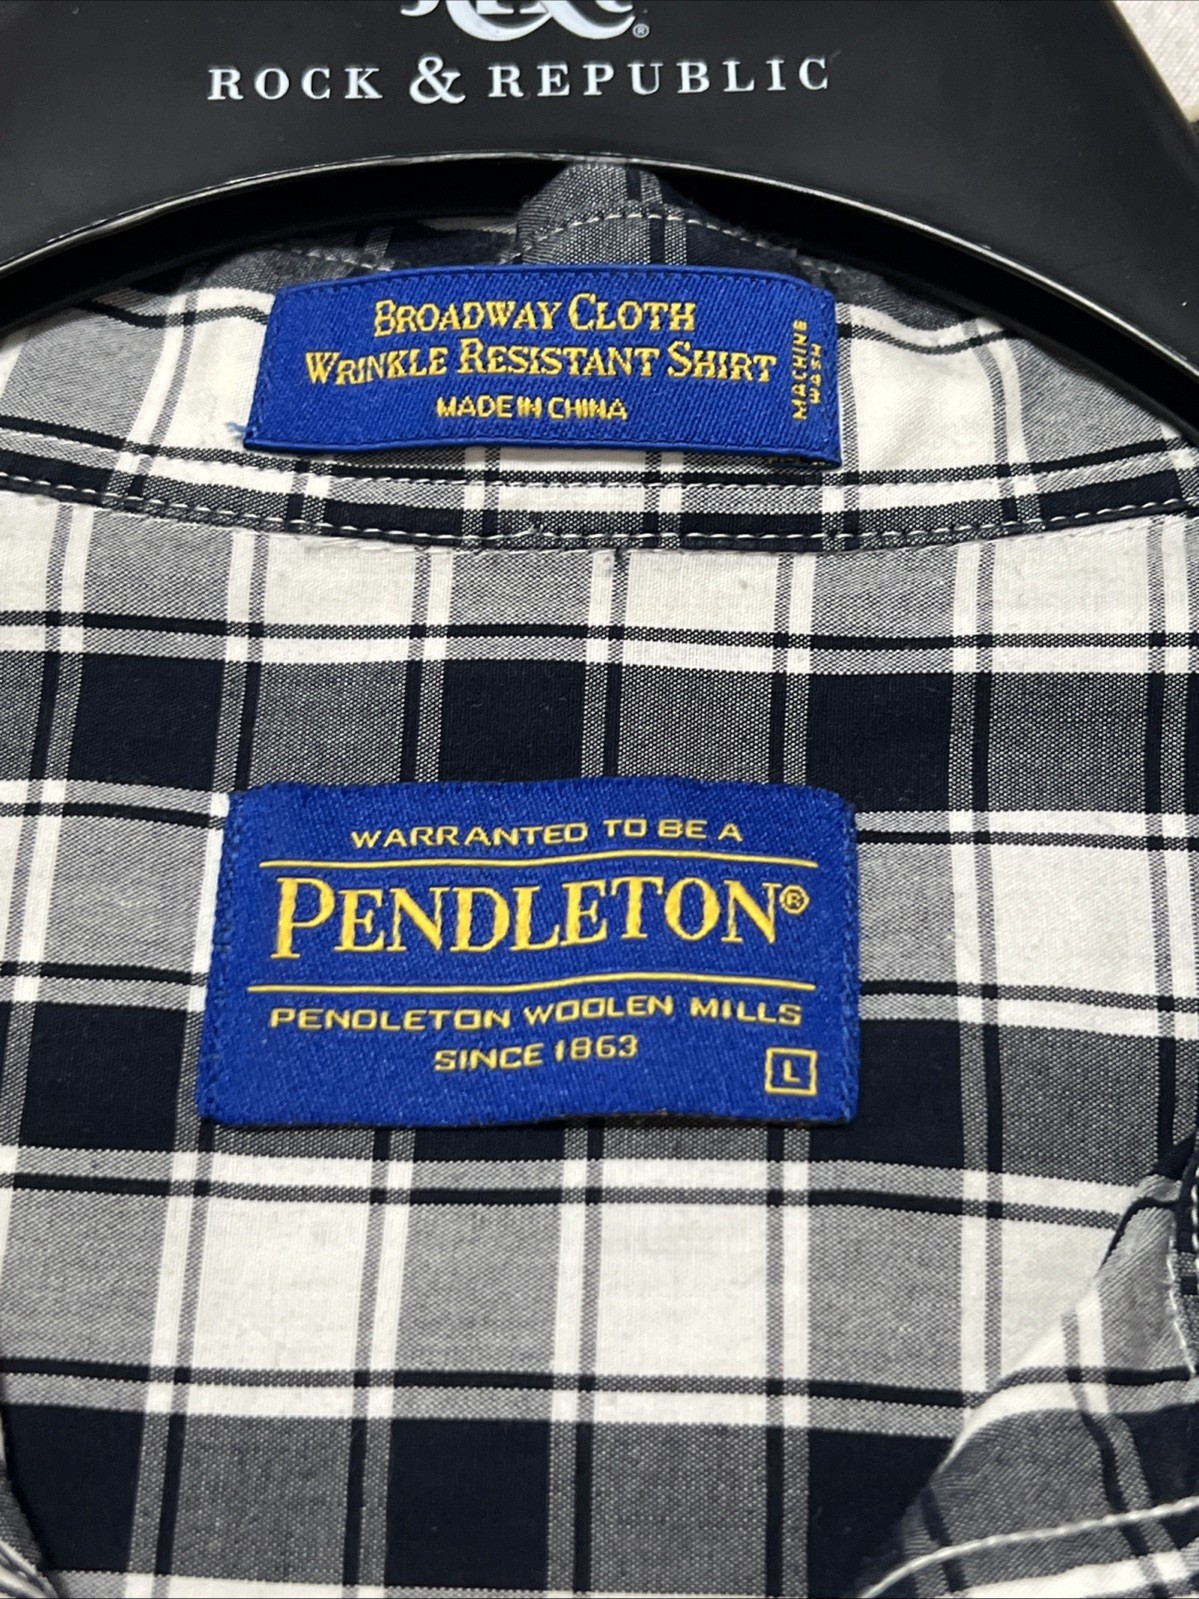 ROCK & REPUBLIC
BROADWAY CLOTH
WRINKLE RESISTANT SHIRT
MADE IN CHINA
MACHINE
WASH
WARRANTED TO BE A
PENDLETON®
PENDLETON WOOLEN MILLS
SINCE 1863
L